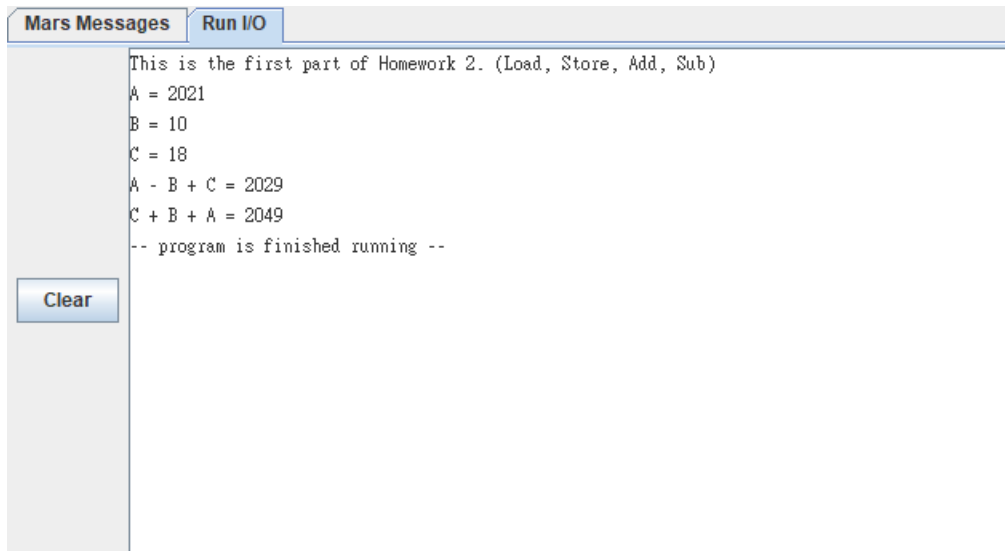 Mars Messages Run I/O
This is the first part of Homework 2. (Load, Store, Add, Sub)
A = 2021
B = 10
C = 18
A - B + C = 2029
C + B + A = 2049
-- program is finished running --
Clear